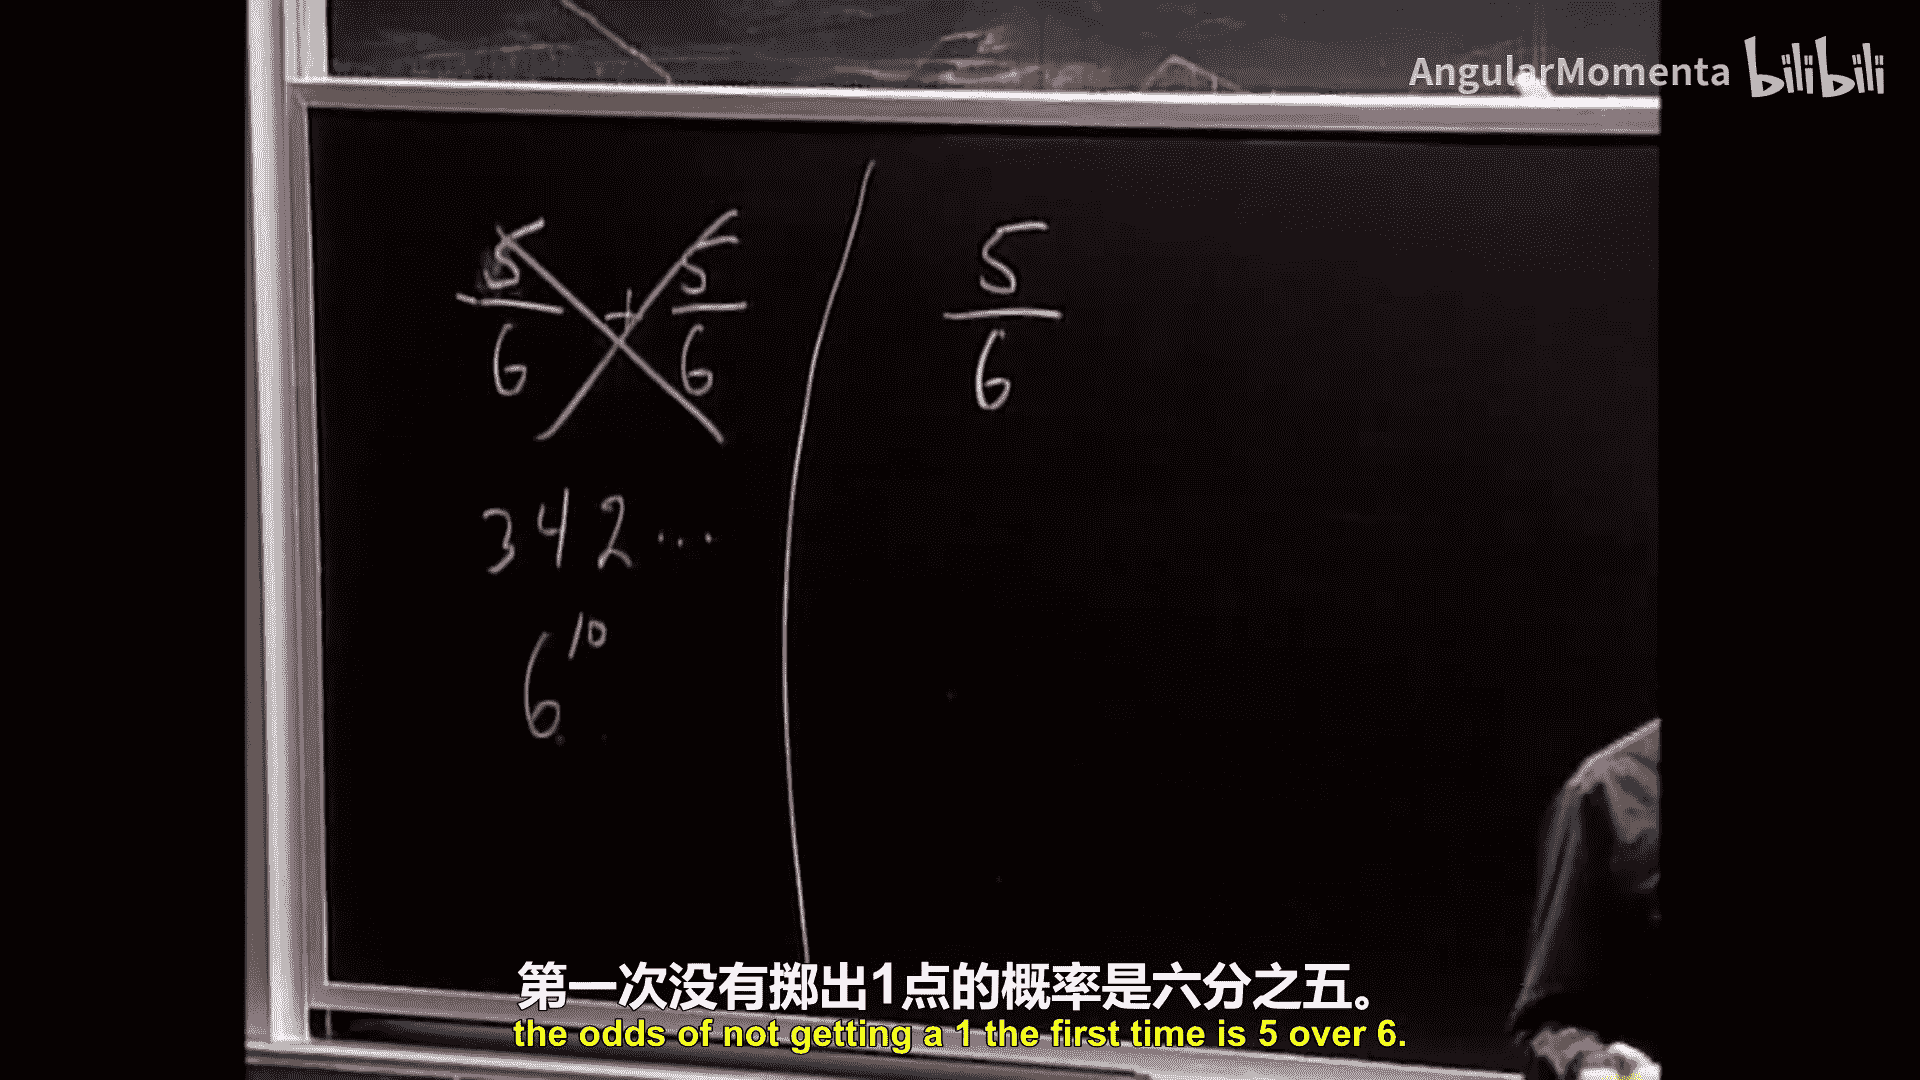 AngularMomenta bilibili
5/6 + 5/6
342...
6^10
5/6
第一次没有掷出1点的概率是六分之五。
the odds of not getting a 1 the first time is 5 over 6.